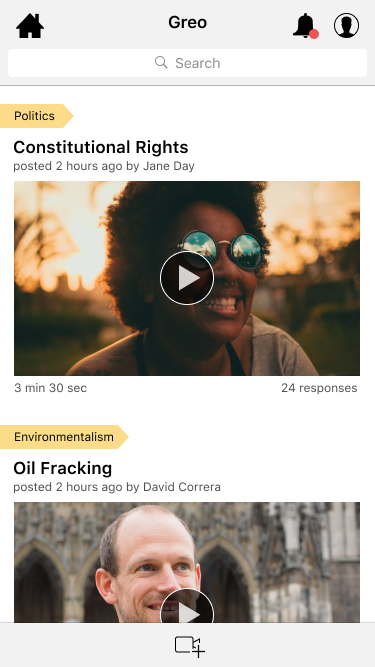 Greo
Search
Politics
Constitutional Rights
posted 2 hours ago by Jane Day
3 min 30 sec
24 responses
Environmentalism
Oil Fracking
posted 2 hours ago by David Correra